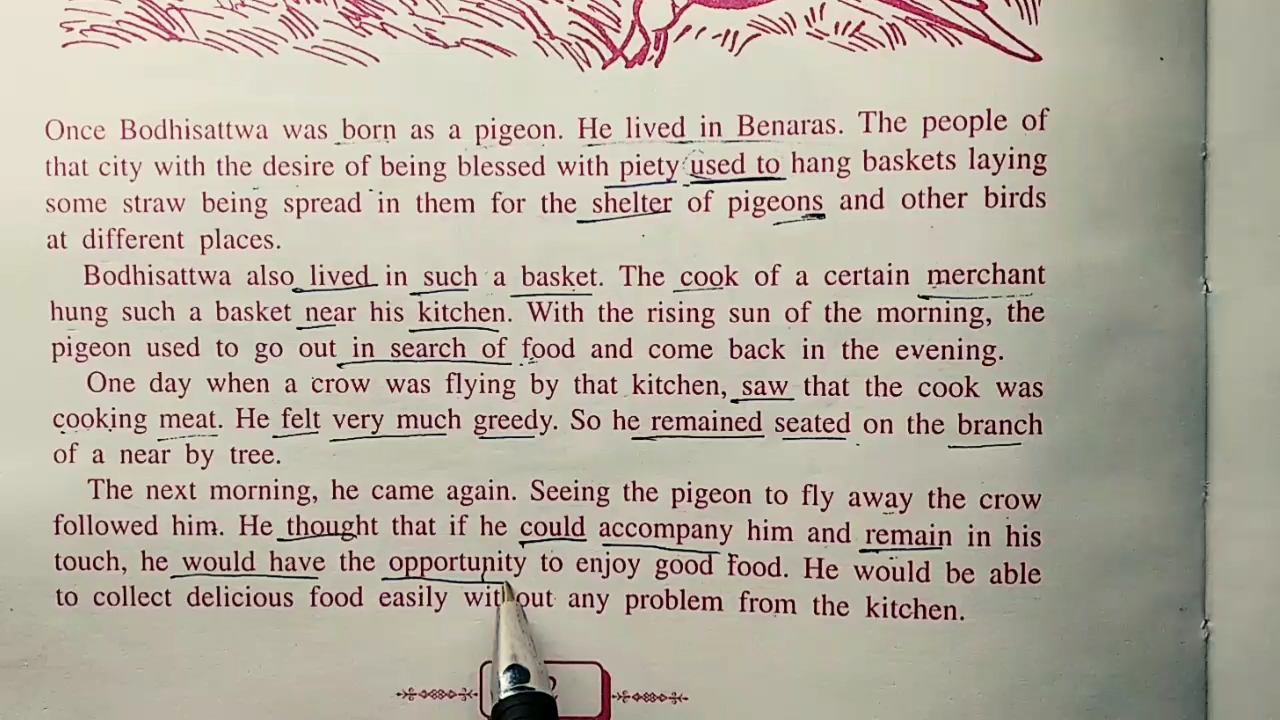 Once Bodhisattwa was born as a pigeon. He lived in Benaras. The people of
that city with the desire of being blessed with piety used to hang baskets laying
some straw being spread in them for the shelter of pigeons and other birds
at different places.
Bodhisattwa also lived in such a basket. The cook of a certain merchant
hung such a basket near his kitchen. With the rising sun of the morning, the
pigeon used to go out in search of food and come back in the evening.
One day when a crow was flying by that kitchen, saw that the cook was
cooking meat. He felt very much greedy. So he remained seated on the branch
of a near by tree.
The next morning, he came again. Seeing the pigeon to fly away the crow
followed him. He thought that if he could accompany him and remain in his
touch, he would have the opportunity to enjoy good food. He would be able
to collect delicious food easily without any problem from the kitchen.